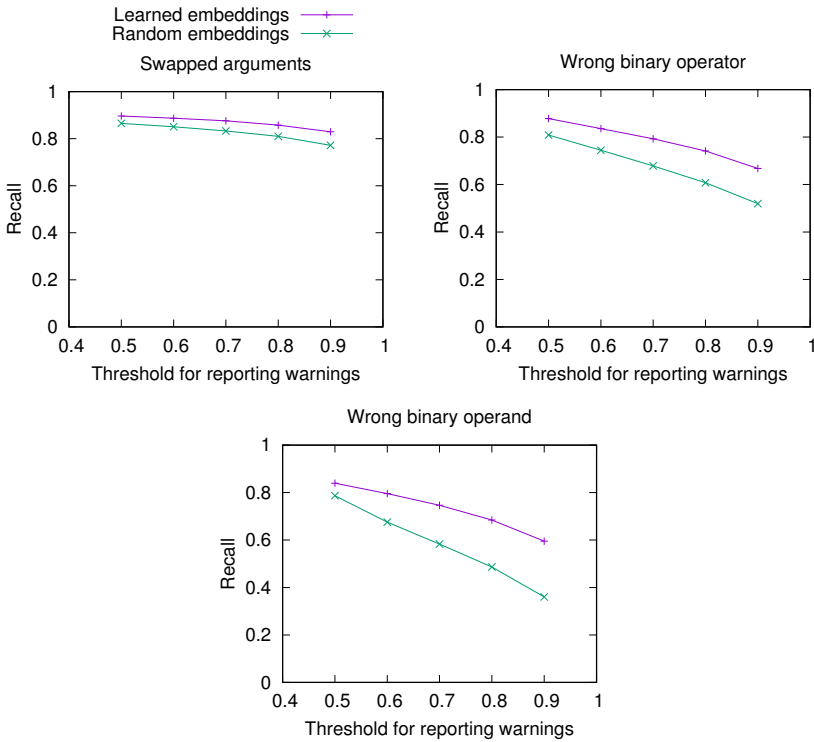 Learned embeddings
Random embeddings
Swapped arguments
1
0.8
0.6
0.4
0.2
0
Recall
0.4 0.5 0.6 0.7 0.8 0.9 1
Threshold for reporting warnings
Wrong binary operator
1
0.8
0.6
0.4
0.2
0
Recall
0.4 0.5 0.6 0.7 0.8 0.9 1
Threshold for reporting warnings
Wrong binary operand
1
0.8
0.6
0.4
0.2
0
Recall
0.4 0.5 0.6 0.7 0.8 0.9 1
Threshold for reporting warnings